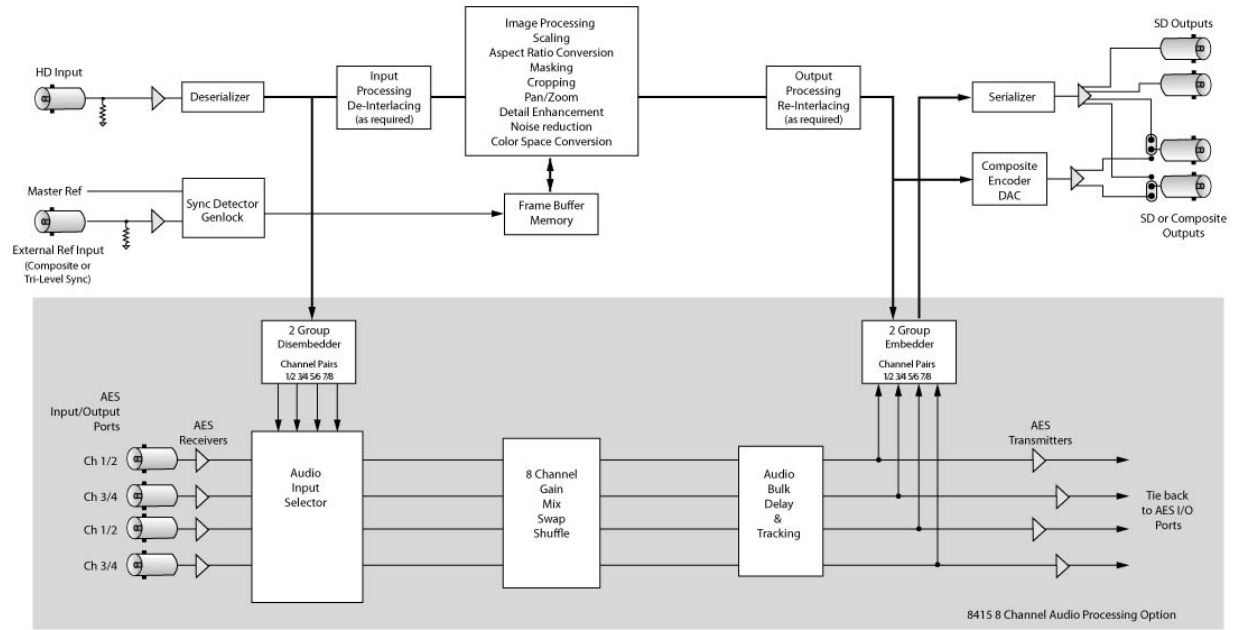 HD Input
Deserializer
Input
Processing
De-Interlacing
(as required)
Image Processing
Scaling
Aspect Ratio Conversion
Masking
Cropping
Pan/Zoom
Detail Enhancement
Noise reduction
Color Space Conversion
Output
Processing
Re-Interlacing
(as required)
Serializer
SD Outputs
Master Ref
Sync Detector
Genlock
External Ref Input
(Composite or
Tri-Level Sync)
Frame Buffer
Memory
Composite
Encoder
DAC
SD or Composite
Outputs
2 Group
Disembedder
Channel Pairs
1/2 3/4 5/6 7/8
2 Group
Embedder
Channel Pairs
1/2 3/4 5/6 7/8
AES
Input/Output
Ports
AES
Receivers
Ch 1/2
Ch 3/4
Ch 1/2
Ch 3/4
Audio
Input
Selector
8 Channel
Gain
Mix
Swap
Shuffle
Audio
Bulk
Delay
&
Tracking
AES
Transmitters
Tie back
to AES I/O
Ports
8415 8 Channel Audio Processing Option